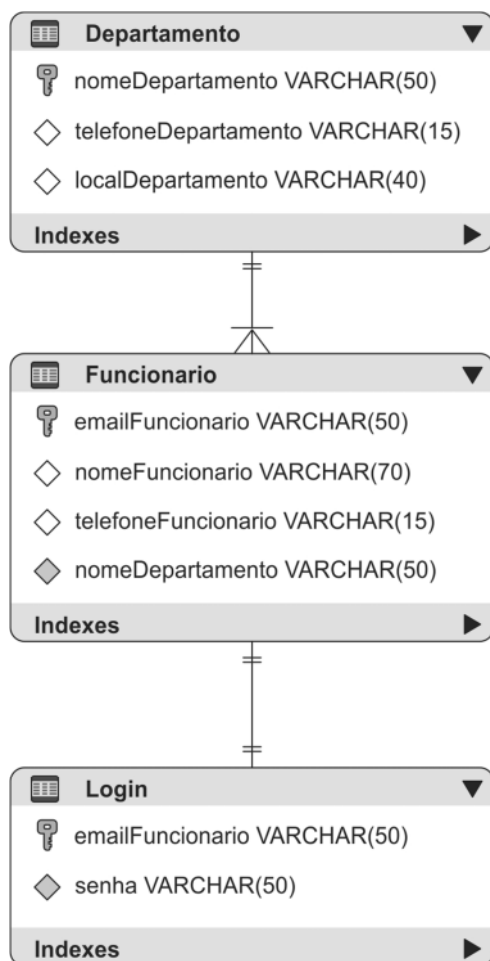 Departamento
nomeDepartamento VARCHAR(50)
telefoneDepartamento VARCHAR(15)
localDepartamento VARCHAR(40)
Indexes
Funcionario
emailFuncionario VARCHAR(50)
nomeFuncionario VARCHAR(70)
telefoneFuncionario VARCHAR(15)
nomeDepartamento VARCHAR(50)
Indexes
Login
emailFuncionario VARCHAR(50)
senha VARCHAR(50)
Indexes